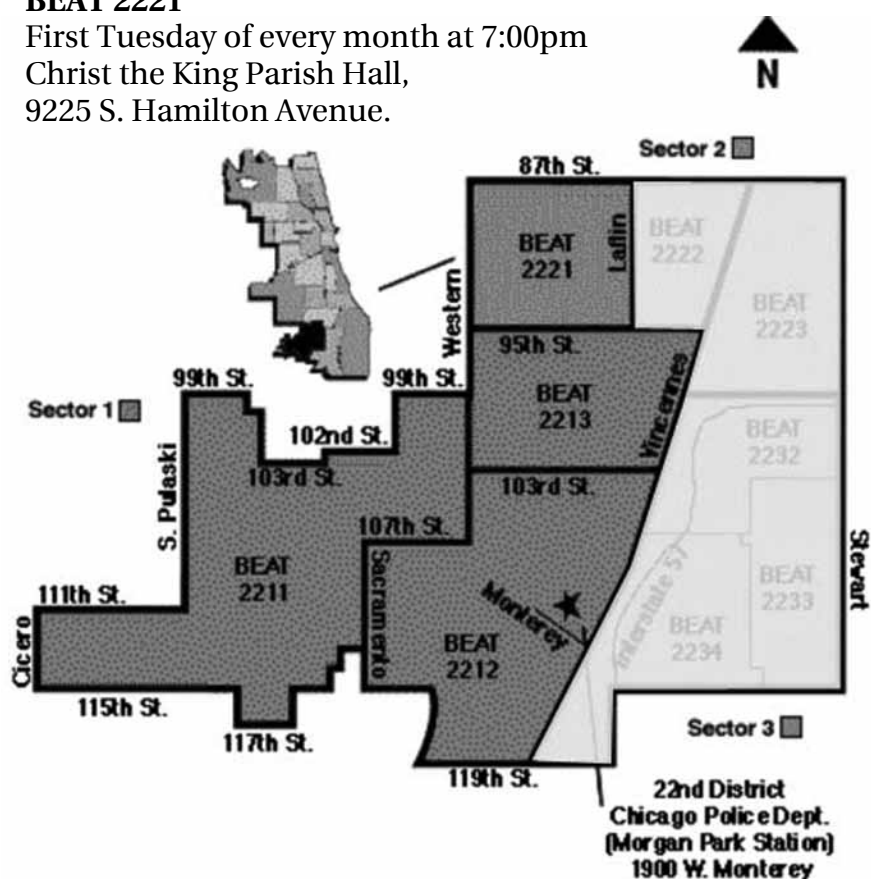 BEAT 2221
First Tuesday of every month at 7:00pm
Christ the King Parish Hall,
9225 S. Hamilton Avenue.
N
Sector 2
87th St.
BEAT
2221
Laflin
BEAT
2222
BEAT
2223
Western
95th St.
99th St.
99th St.
Sector 1
BEAT
2213
Vincennes
102nd St.
103rd St.
BEAT
2232
S. Pulaski
103rd St.
107th St.
Sacramento
BEAT
2211
Stewart
111th St.
Monterey
Interstate 57
BEAT
2233
Cicero
BEAT
2212
BEAT
2234
115th St.
117th St.
Sector 3
119th St.
22nd District
Chicago Police Dept.
(Morgan Park Station)
1900 W. Monterey